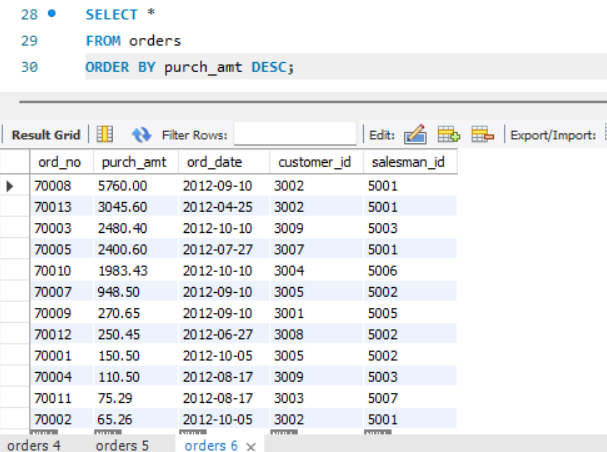 28 SELECT *
29 FROM orders
30 ORDER BY purch_amt DESC;
Result Grid Filter Rows: Edit: Export/Import:
ord_no purch_amt ord_date customer_id salesman_id
70008 5760.00 2012-09-10 3002 5001
70013 3045.60 2012-04-25 3002 5001
70003 2480.40 2012-10-10 3009 5003
70005 2400.60 2012-07-27 3007 5001
70010 1983.43 2012-10-10 3004 5006
70007 948.50 2012-09-10 3005 5002
70009 270.65 2012-09-10 3001 5005
70012 250.45 2012-06-27 3008 5002
70001 150.50 2012-10-05 3005 5002
70004 110.50 2012-08-17 3009 5003
70011 75.29 2012-08-17 3003 5007
70002 65.26 2012-10-05 3002 5001
orders 4 orders 5 orders 6